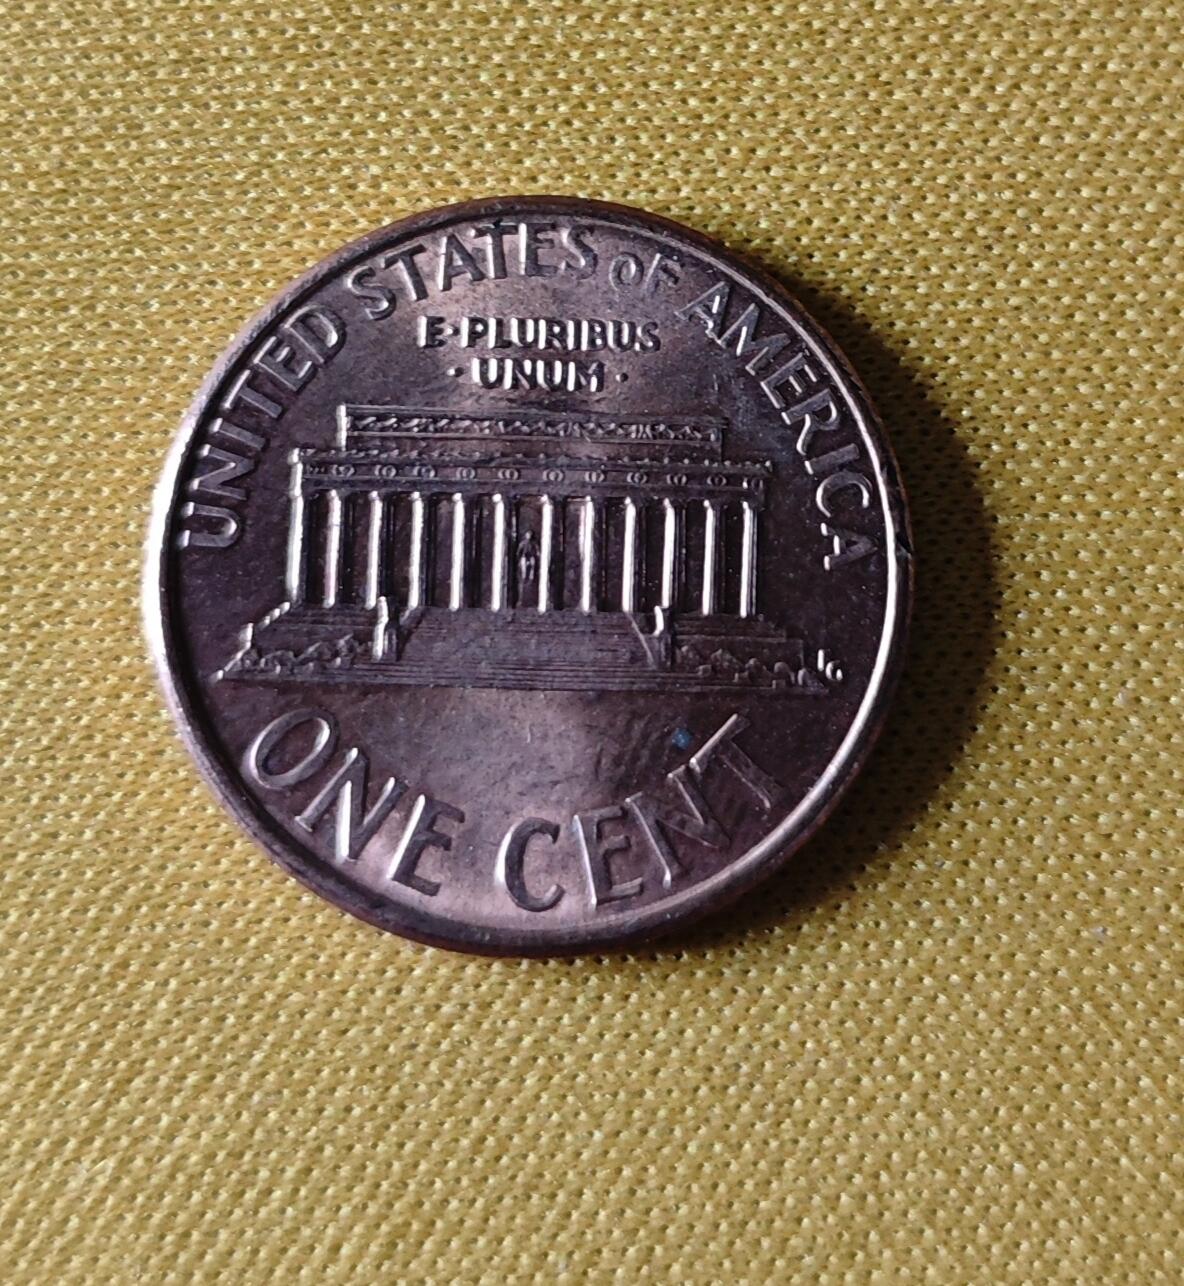 UNITED STATES OF AMERICA
E·PLURIBUS
·UNUM·
ONE CENT